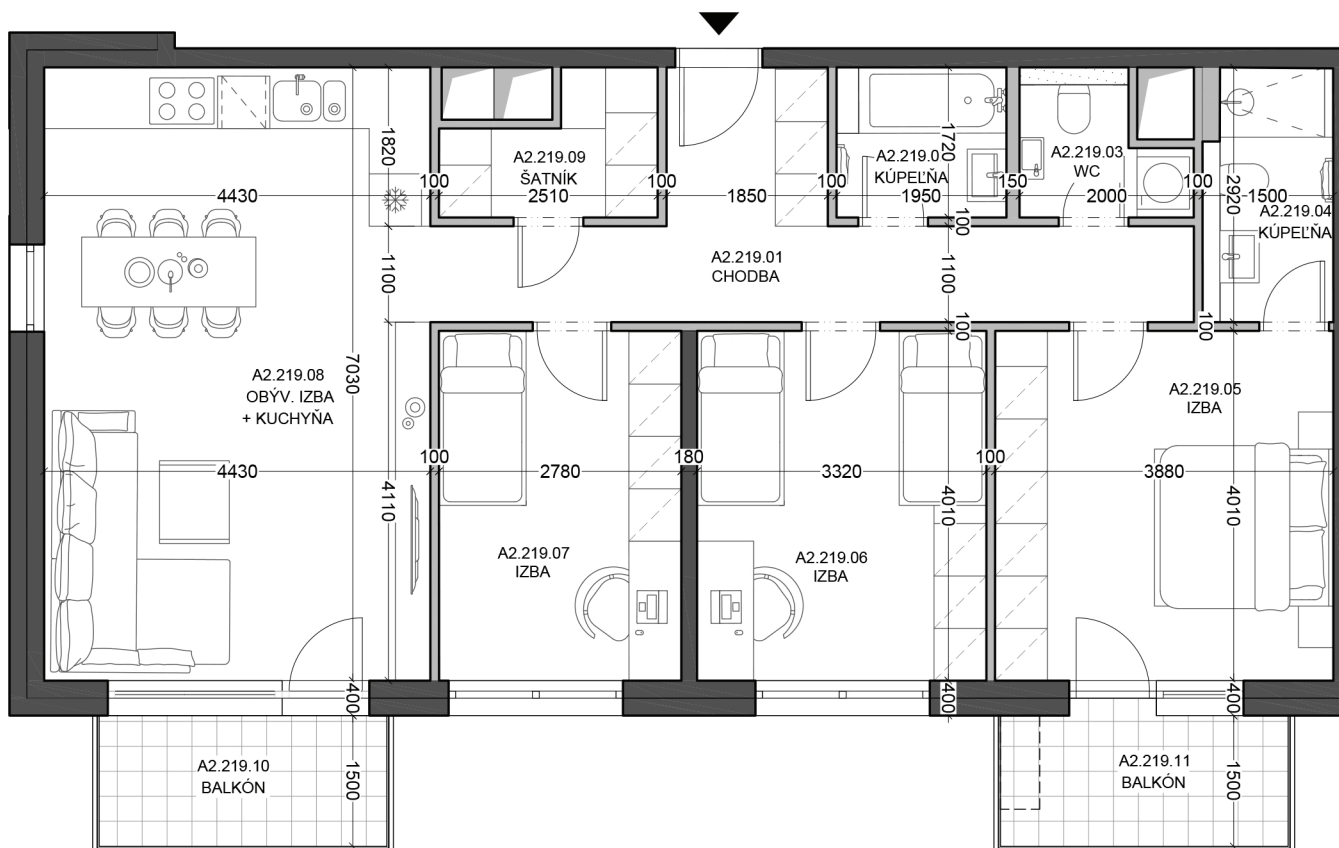 A2.219.09
ŠATNÍK
A2.219.0
KÚPEĽŇA
A2.219.03
WC
A2.219.04
KÚPEĽŇA
1820
1720
2920
4430
100
2510
100
1850
100
1950
150
2000
100
1500
A2.219.01
CHODBA
1100
100
1100
100
100
7030
A2.219.08
OBÝV. IZBA
+ KUCHYŇA
A2.219.05
IZBA
4430
100
2780
180
3320
100
3880
4110
4010
4010
A2.219.07
IZBA
A2.219.06
IZBA
400
400
400
A2.219.10
BALKÓN
1500
A2.219.11
BALKÓN
1500